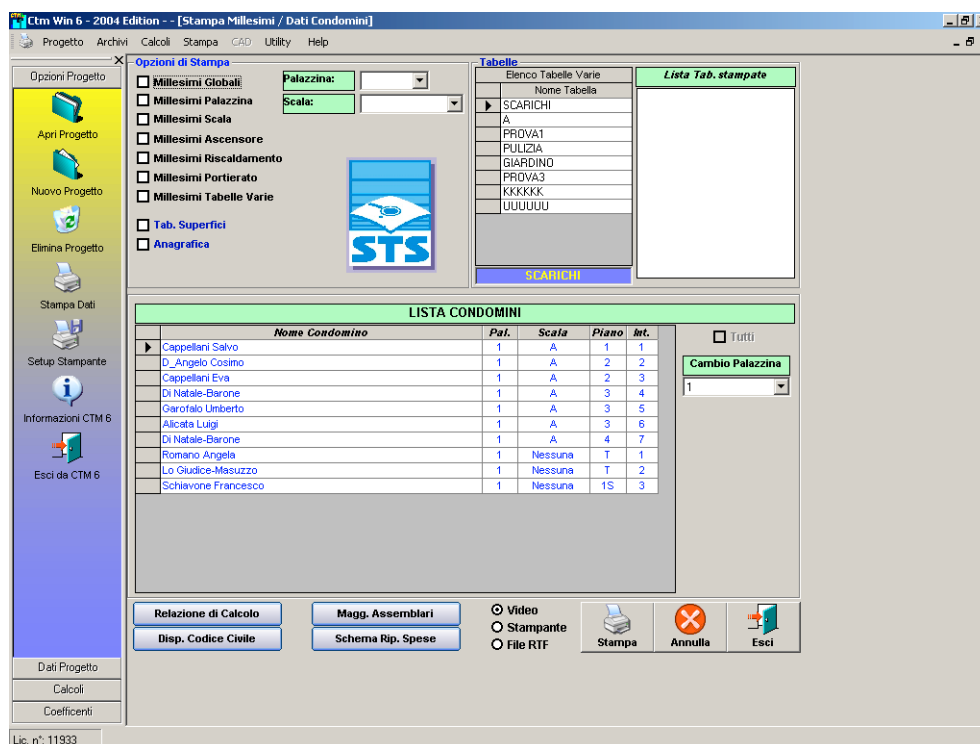 Ctm Win 6 - 2004 Edition - - [Stampa Millesimi / Dati Condomini]
Progetto Archivi Calcoli Stampa CAD Utility Help
Opzioni Progetto
Apri Progetto
Nuovo Progetto
Elimina Progetto
Stampa Dati
Setup Stampante
Informazioni CTM 6
Esci da CTM 6
Dati Progetto
Calcoli
Coefficenti
Opzioni di Stampa
Millesimi Globali
Millesimi Palazzina
Millesimi Scala
Millesimi Ascensore
Millesimi Riscaldamento
Millesimi Portierato
Millesimi Tabelle Varie
Tab. Superfici
Anagrafica
Palazzina:
Scala:
STS
Tabelle
Elenco Tabelle Varie
Nome Tabella
SCARICHI
A
PROVA1
PULIZIA
GIARDINO
PROVA3
KKKKKK
UUUUUU
SCARICHI
Lista Tab. stampate
LISTA CONDOMINI
Nome Condomino Pal. Scala Piano Int.
Cappellani Salvo 1 A 1 1
D_Angelo Cosimo 1 A 2 2
Cappellani Eva 1 A 2 3
Di Natale-Barone 1 A 3 4
Garofalo Umberto 1 A 3 5
Alicata Luigi 1 A 3 6
Di Natale-Barone 1 A 4 7
Romano Angela 1 Nessuna T 1
Lo Giudice-Masuzzo 1 Nessuna T 2
Schiavone Francesco 1 Nessuna 1S 3
Tutti
Cambio Palazzina
1
Relazione di Calcolo
Magg. Assemblari
Disp. Codice Civile
Schema Rip. Spese
Video
Stampante
File RTF
Stampa
Annulla
Esci
Lic. n°: 11933